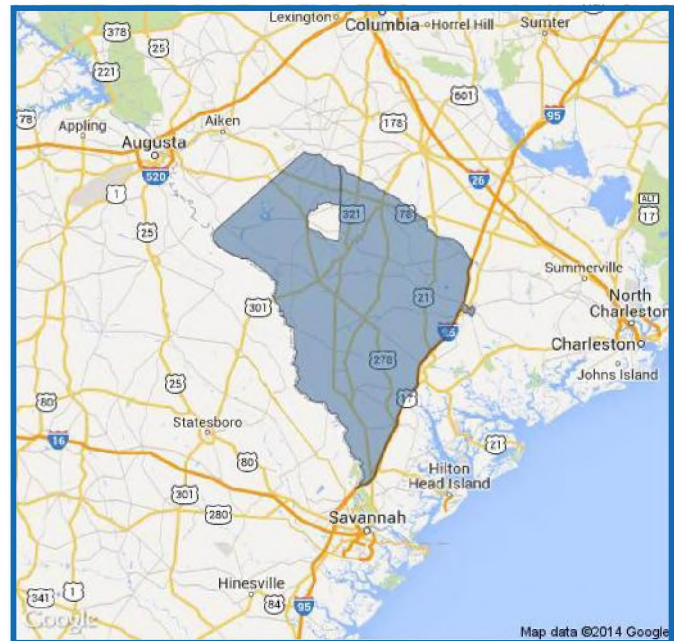 Lexington
Columbia
Horrel Hill
Sumter
378
25
221
601
95
78
Appling
Aiken
178
Augusta
26
520
ALT
17
1
321
78
25
Summerville
301
21
North
Charleston
95
Charleston
278
Johns Island
25
17
80
Statesboro
16
80
21
Hilton
Head Island
301
280
Savannah
Hinesville
84
341
1
95
Google
Map data ©2014 Google